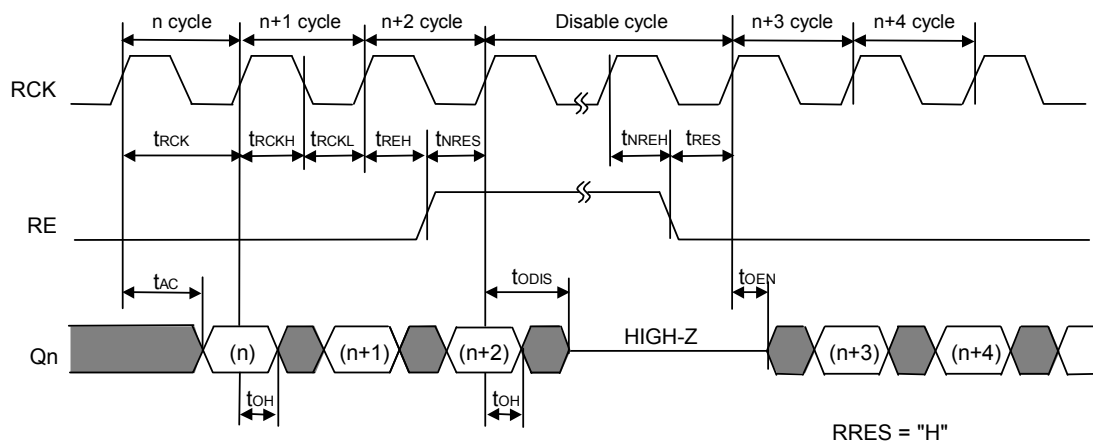 n cycle n+1 cycle n+2 cycle Disable cycle n+3 cycle n+4 cycle
RCK
tRCK tRCKH tRCKL tREH tNRES tNREH tRES
RE
tAC tODIS tOEN
Qn (n) (n+1) (n+2) HIGH-Z (n+3) (n+4)
tOH tOH
RRES = "H"